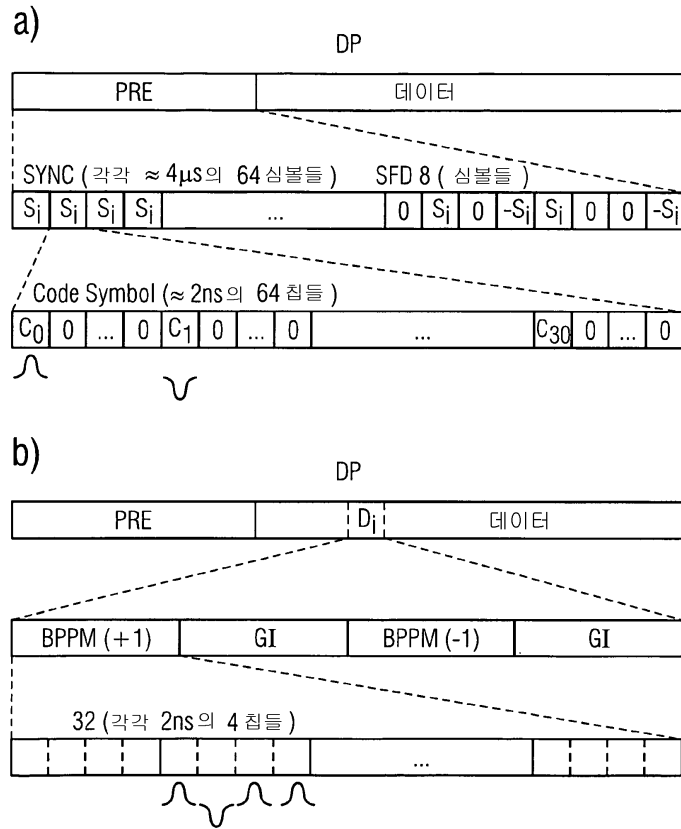 a)
DP
PRE 데이터
SYNC (각각 ≈ 4μs의 64 심볼들) SFD 8 (심볼들)
Si Si Si Si ... 0 Si 0 -Si Si 0 0 -Si
Code Symbol (≈ 2ns의 64 칩들)
C0 0 ... 0 C1 0 ... 0 ... C30 0 ... 0
b)
DP
PRE Di 데이터
BPPM (+1) GI BPPM (-1) GI
32 (각각 2ns의 4 칩들)
...